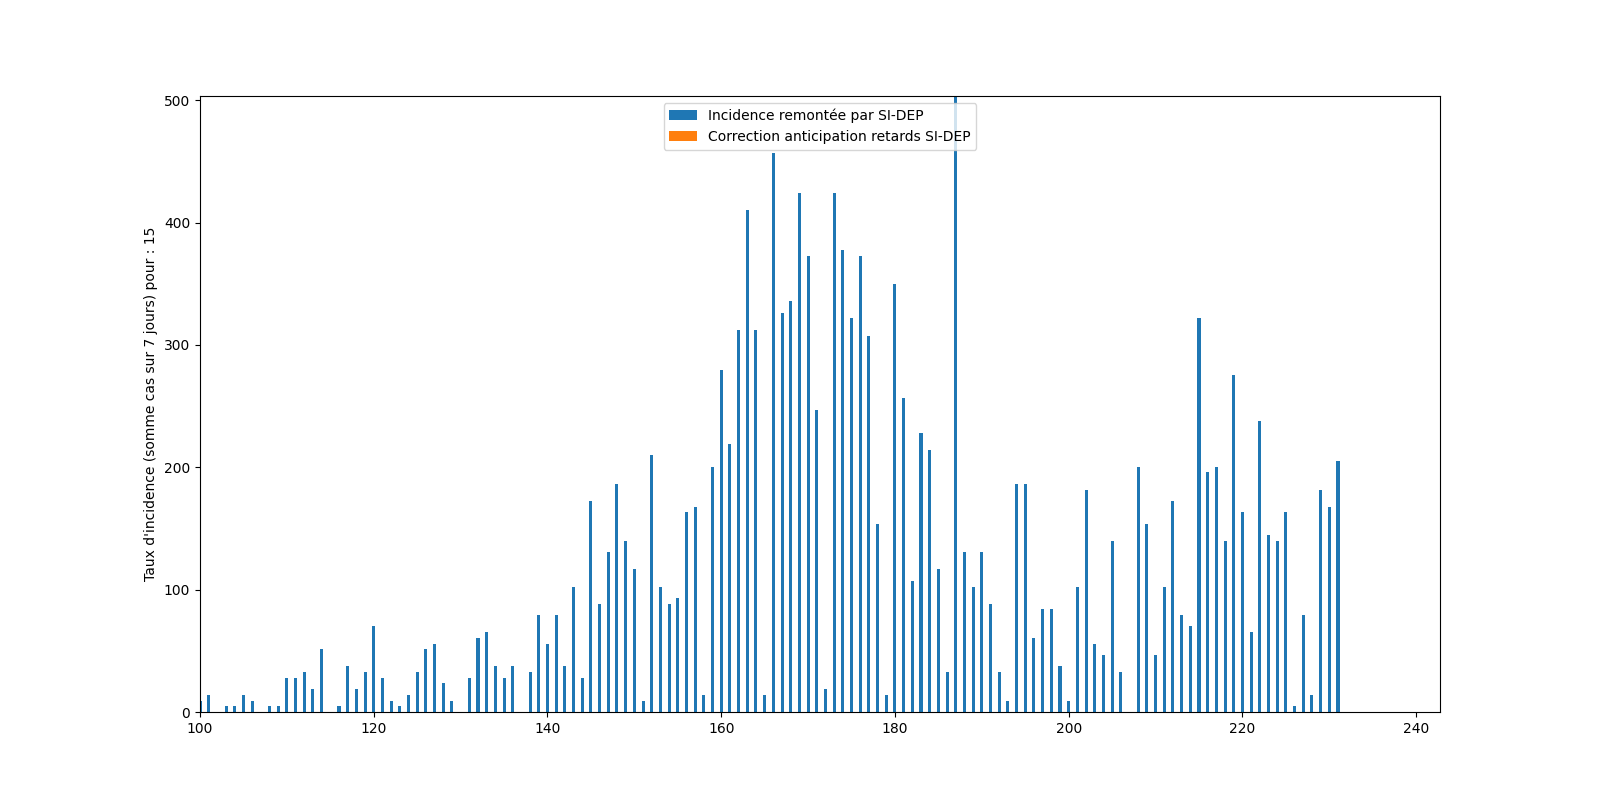 Incidence remontée par SI-DEP
Correction anticipation retards SI-DEP
Taux d'incidence (somme cas sur 7 jours) pour : 15
500
400
300
200
100
0
100 120 140 160 180 200 220 240